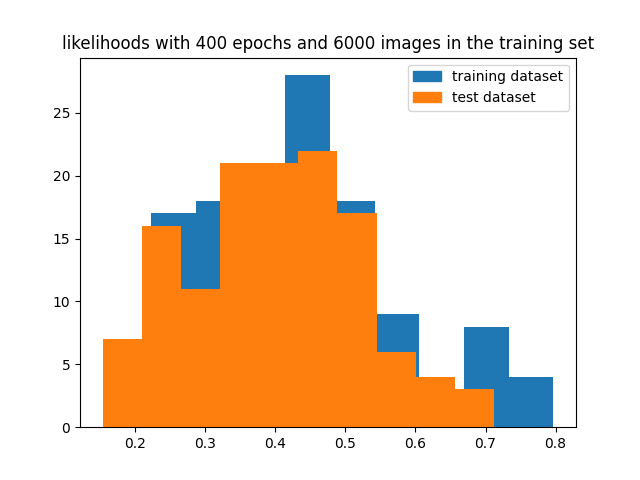 likelihoods with 400 epochs and 6000 images in the training set
training dataset
test dataset
25
20
15
10
5
0
0.2 0.3 0.4 0.5 0.6 0.7 0.8